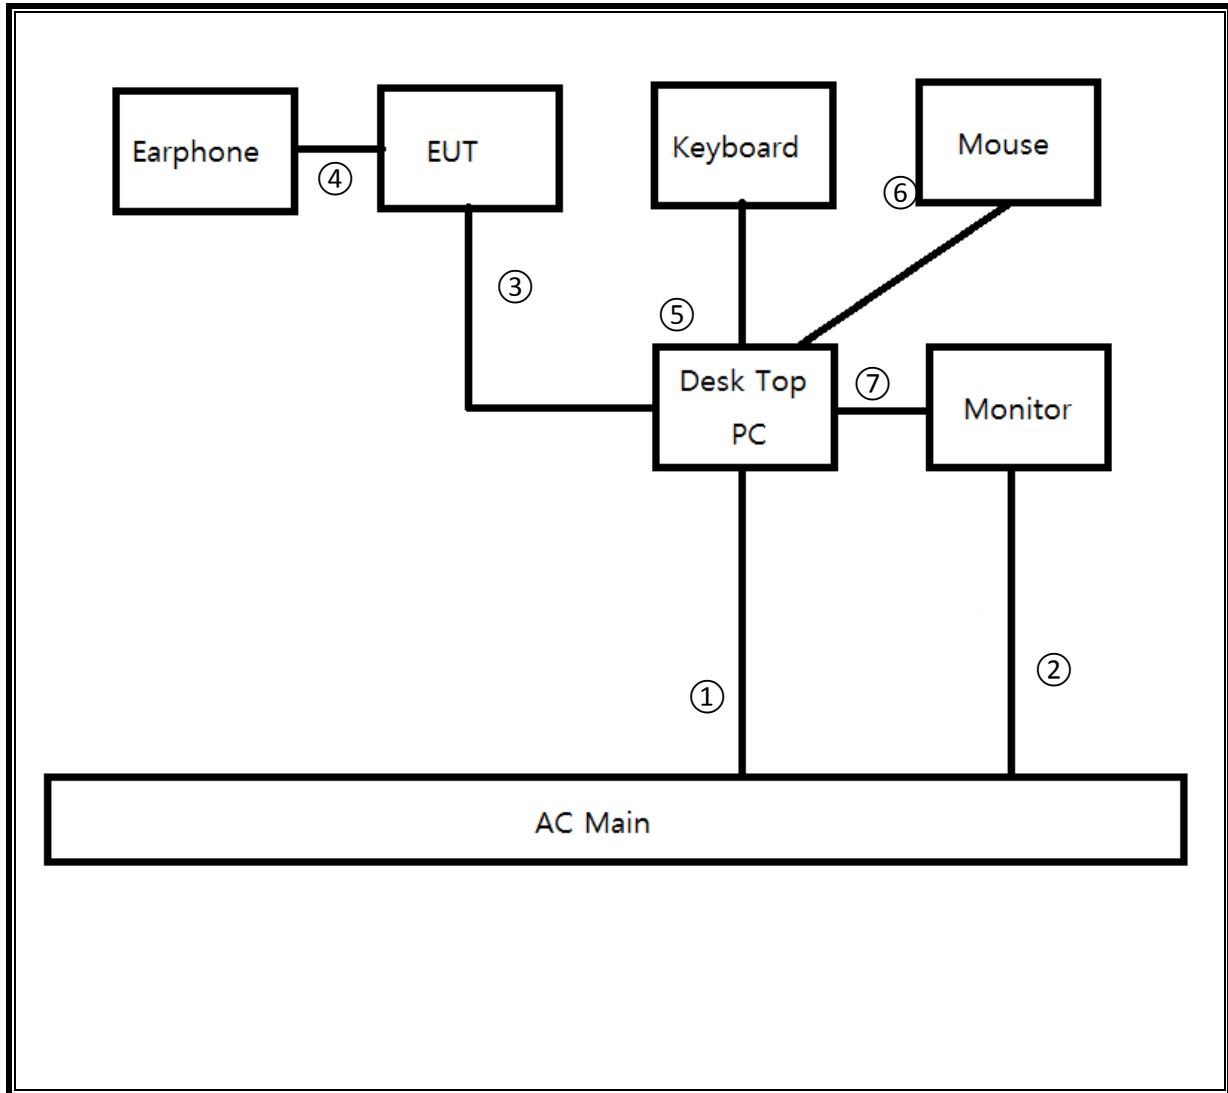 Earphone
④
EUT
Keyboard
Mouse
⑥
③
⑤
Desk Top
PC
⑦
Monitor
①
②
AC Main